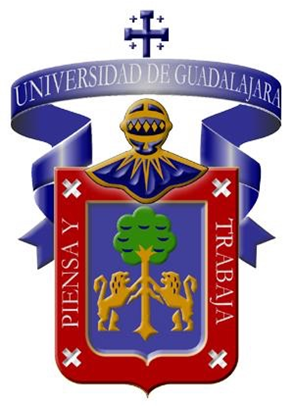 UNIVERSIDAD DE GUADALAJARA
PIENSA Y
TRABAJA